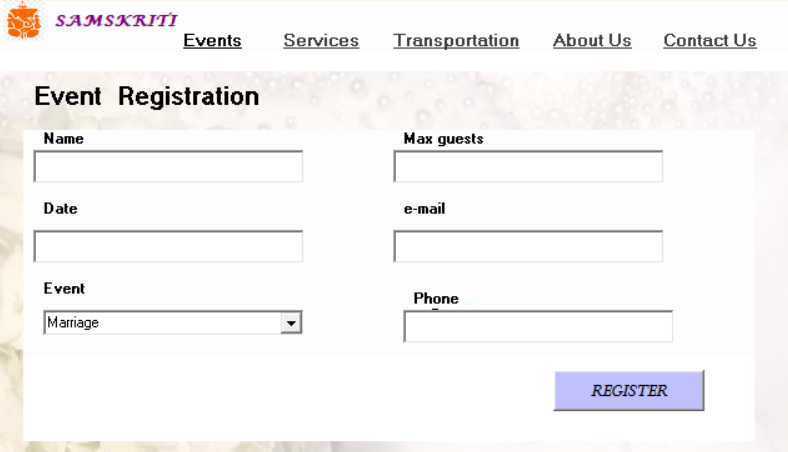 SAMSKRITI
Events Services Transportation About Us Contact Us
Event Registration
Name Max guests
Date e-mail
Event Phone
Marriage
REGISTER